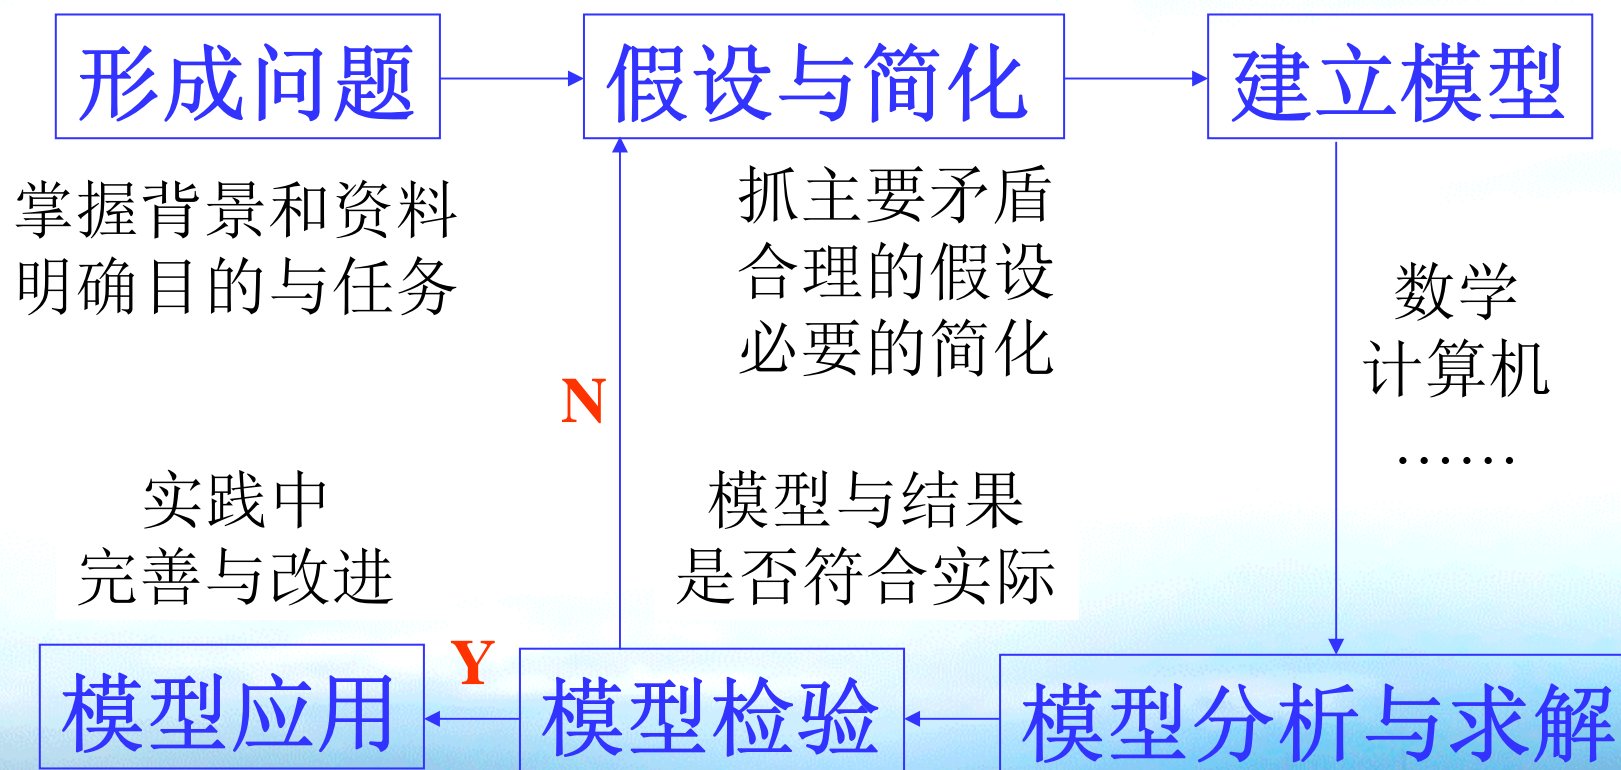 形成问题
假设与简化
建立模型
掌握背景和资料
明确目的与任务
抓主要矛盾
合理的假设
必要的简化
数学
计算机
……
N
实践中
完善与改进
模型与结果
是否符合实际
模型应用
Y
模型检验
模型分析与求解